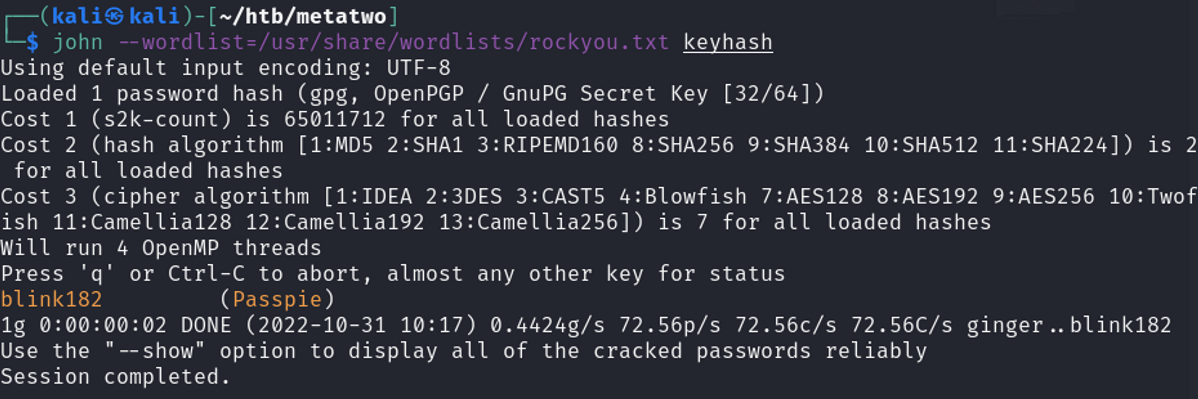 ┌──(kali㉿kali)-[~/htb/metatwo]
└─$ john --wordlist=/usr/share/wordlists/rockyou.txt keyhash
Using default input encoding: UTF-8
Loaded 1 password hash (gpg, OpenPGP / GnuPG Secret Key [32/64])
Cost 1 (s2k-count) is 65011712 for all loaded hashes
Cost 2 (hash algorithm [1:MD5 2:SHA1 3:RIPEMD160 8:SHA256 9:SHA384 10:SHA512 11:SHA224]) is 2
 for all loaded hashes
Cost 3 (cipher algorithm [1:IDEA 2:3DES 3:CAST5 4:Blowfish 7:AES128 8:AES192 9:AES256 10:Twof
ish 11:Camellia128 12:Camellia192 13:Camellia256]) is 7 for all loaded hashes
Will run 4 OpenMP threads
Press 'q' or Ctrl-C to abort, almost any other key for status
blink182         (Passpie)
1g 0:00:00:02 DONE (2022-10-31 10:17) 0.4424g/s 72.56p/s 72.56c/s 72.56C/s ginger..blink182
Use the "--show" option to display all of the cracked passwords reliably
Session completed.